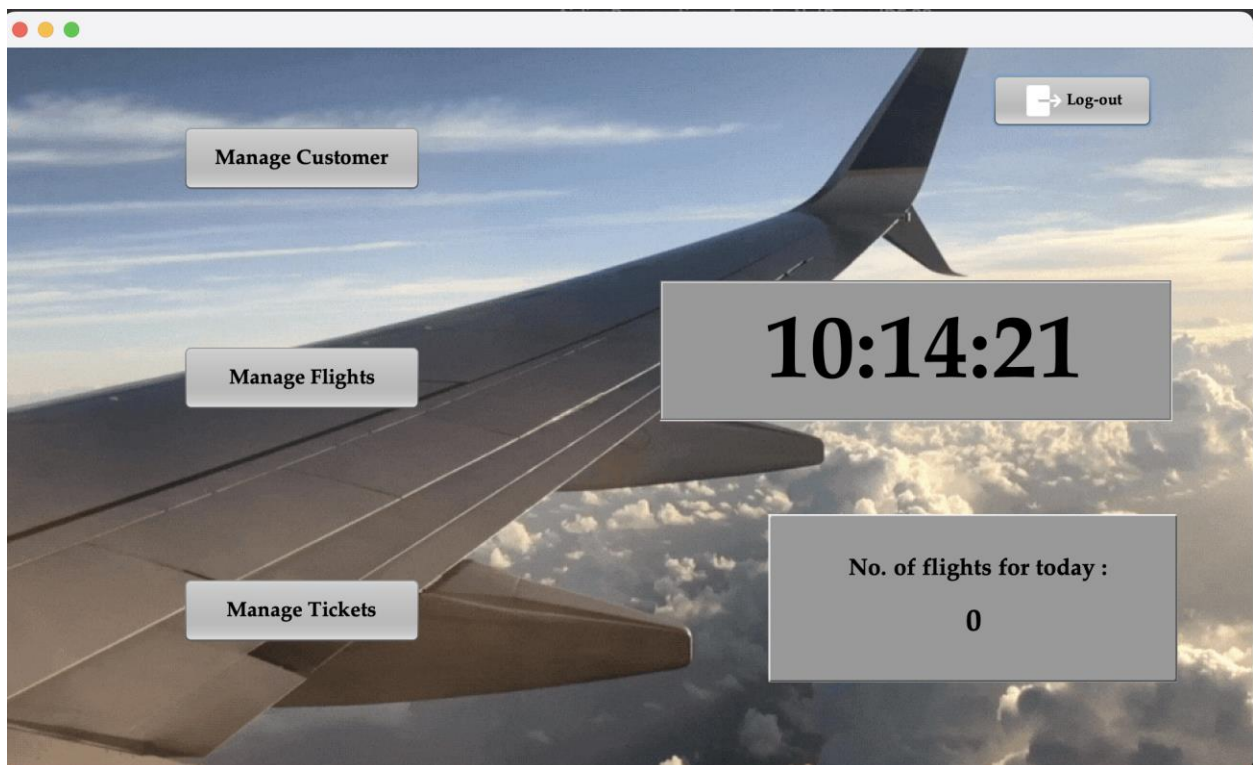 Log-out
Manage Customer
Manage Flights
10:14:21
No. of flights for today :
0
Manage Tickets